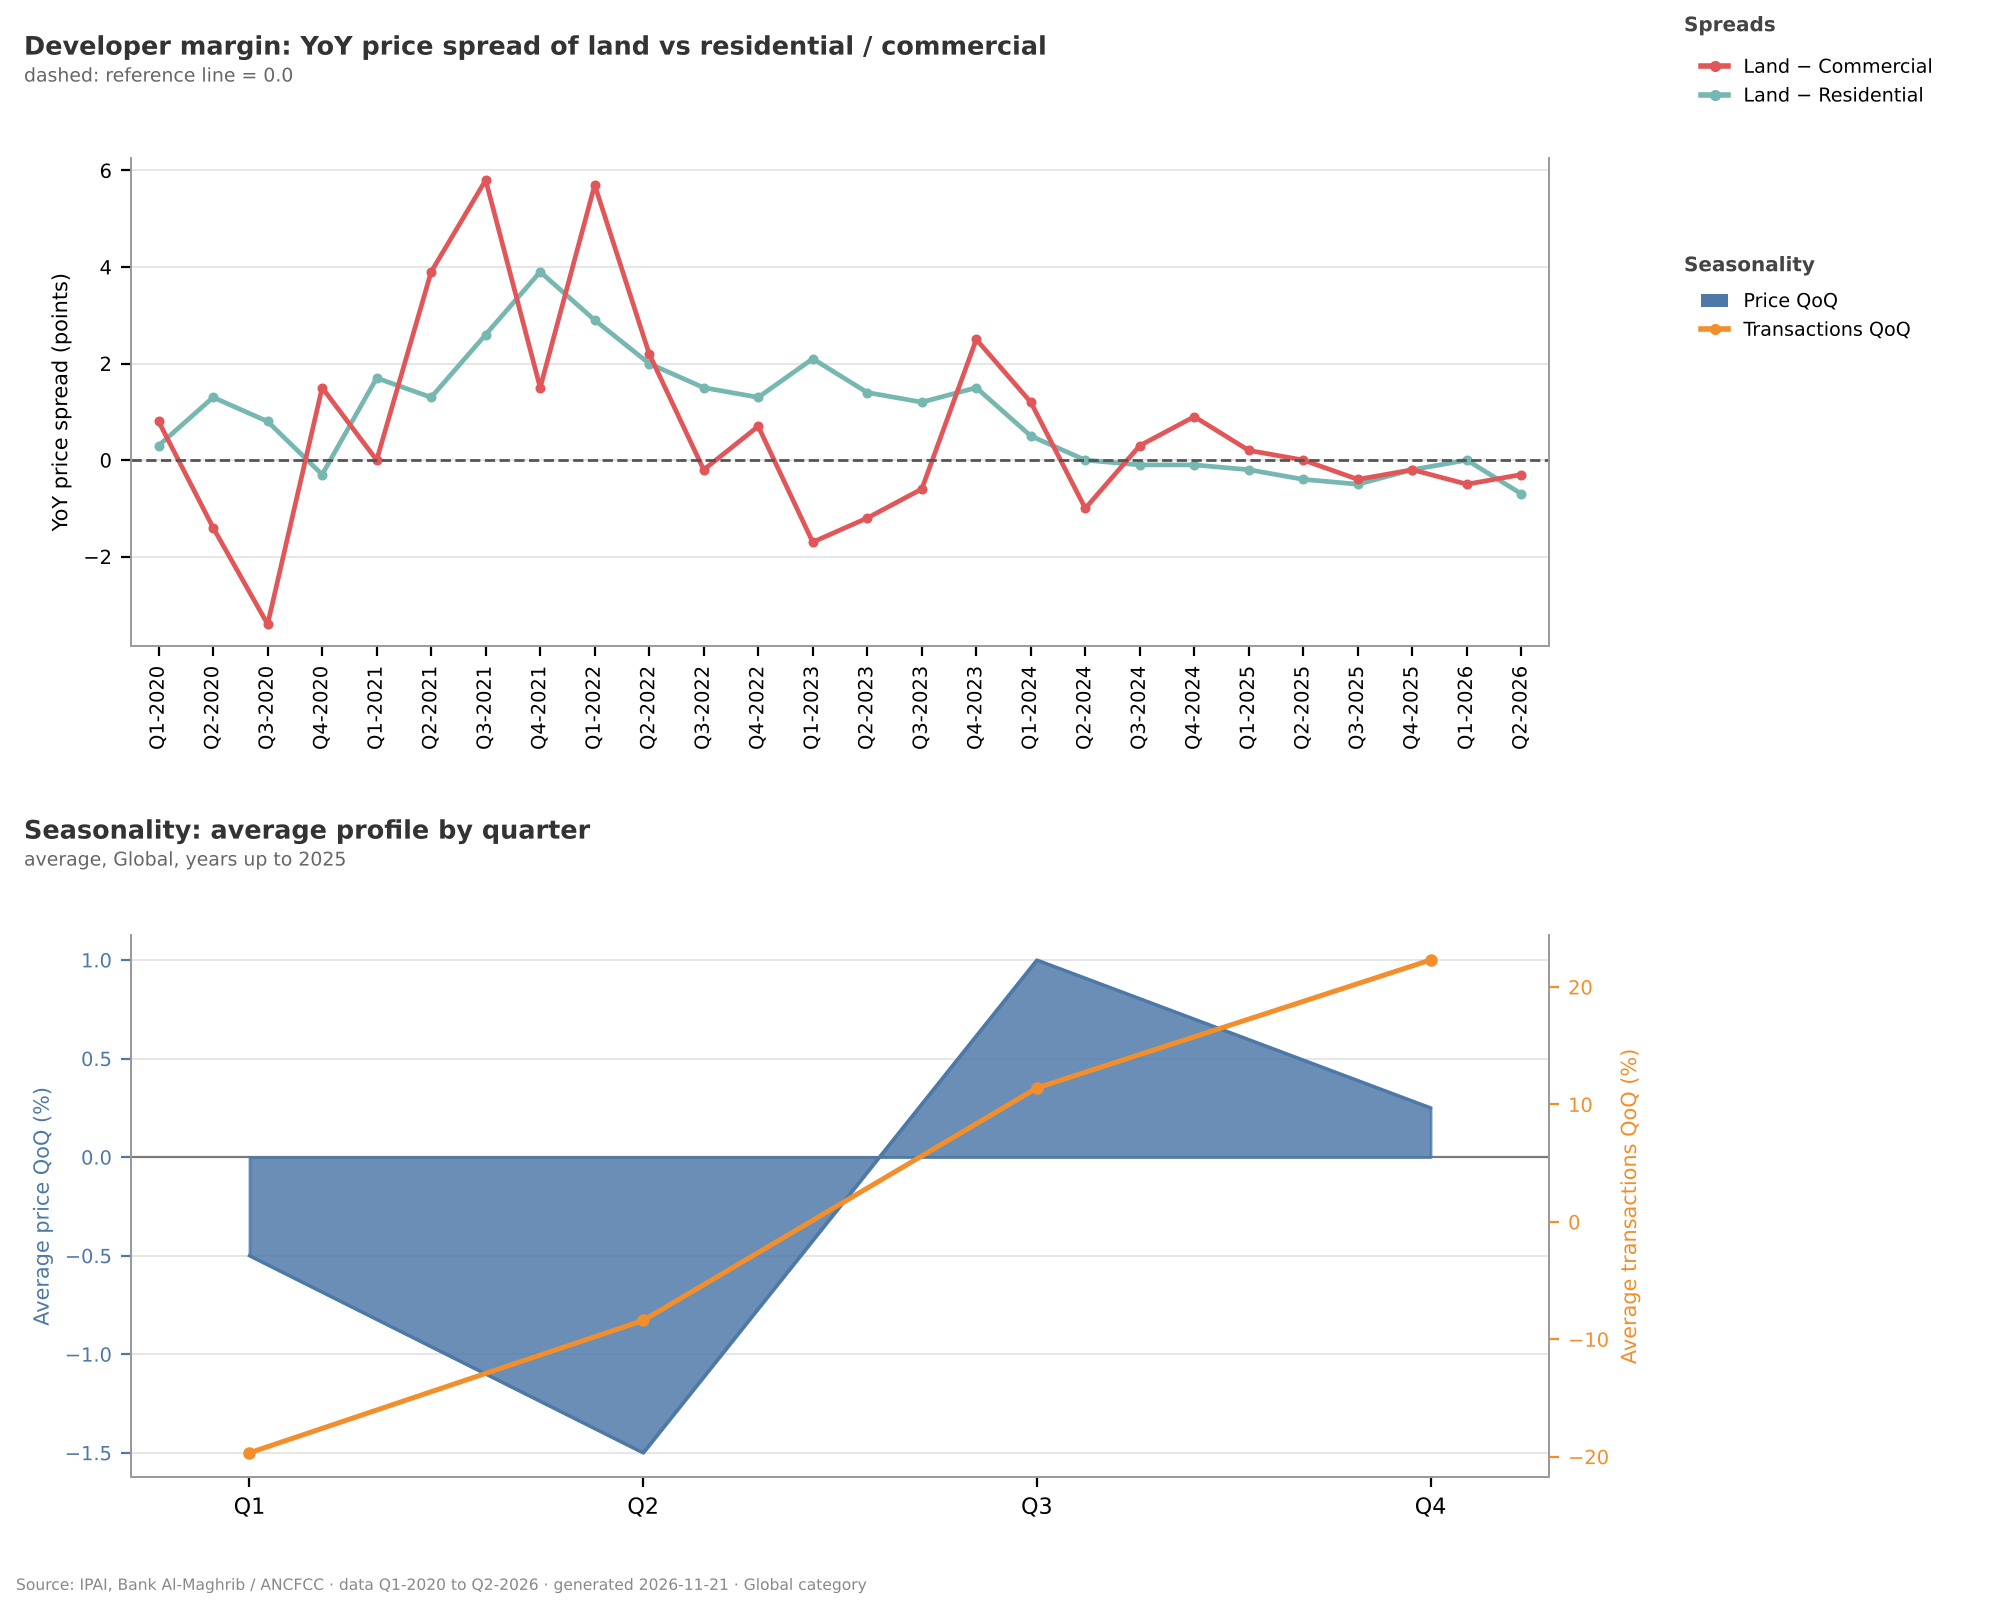 Developer margin: YoY price spread of land vs residential / commercial
dashed: reference line = 0.0
Spreads
Land − Commercial
Land − Residential
Seasonality
Price QoQ
Transactions QoQ
YoY price spread (points)
6
4
2
0
−2
Q1-2020
Q2-2020
Q3-2020
Q4-2020
Q1-2021
Q2-2021
Q3-2021
Q4-2021
Q1-2022
Q2-2022
Q3-2022
Q4-2022
Q1-2023
Q2-2023
Q3-2023
Q4-2023
Q1-2024
Q2-2024
Q3-2024
Q4-2024
Q1-2025
Q2-2025
Q3-2025
Q4-2025
Q1-2026
Q2-2026
Seasonality: average profile by quarter
average, Global, years up to 2025
Average price QoQ (%)
1.0
0.5
0.0
−0.5
−1.0
−1.5
20
10
0
−10
−20
Average transactions QoQ (%)
Q1
Q2
Q3
Q4
Source: IPAI, Bank Al-Maghrib / ANCFCC · data Q1-2020 to Q2-2026 · generated 2026-11-21 · Global category